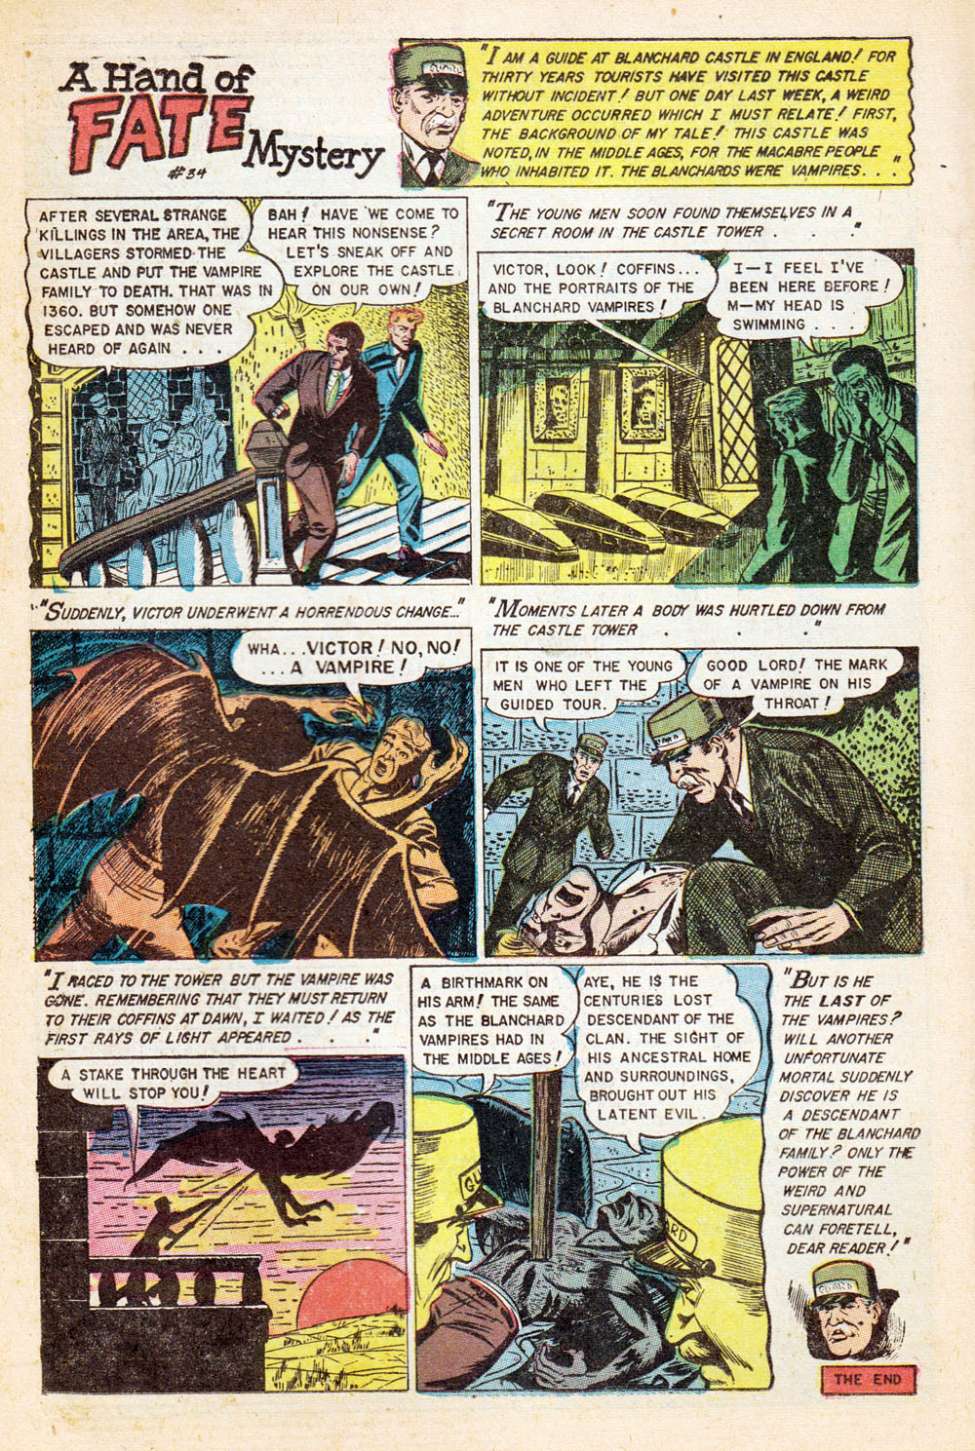 A Hand of
FATE
Mystery
#34
GUARD
"I AM A GUIDE AT BLANCHARD CASTLE IN ENGLAND! FOR
THIRTY YEARS TOURISTS HAVE VISITED THIS CASTLE
WITHOUT INCIDENT! BUT ONE DAY LAST WEEK, A WEIRD
ADVENTURE OCCURRED WHICH I MUST RELATE! FIRST,
THE BACKGROUND OF MY TALE! THIS CASTLE WAS
NOTED, IN THE MIDDLE AGES, FOR THE MACABRE PEOPLE
WHO INHABITED IT. THE BLANCHARDS WERE VAMPIRES . . . "
AFTER SEVERAL STRANGE
KILLINGS IN THE AREA, THE
VILLAGERS STORMED THE
CASTLE AND PUT THE VAMPIRE
FAMILY TO DEATH. THAT WAS IN
1360. BUT SOMEHOW ONE
ESCAPED AND WAS NEVER
HEARD OF AGAIN . . .
BAH! HAVE WE COME TO
HEAR THIS NONSENSE?
LET'S SNEAK OFF AND
EXPLORE THE CASTLE
ON OUR OWN!
"THE YOUNG MEN SOON FOUND THEMSELVES IN A
SECRET ROOM IN THE CASTLE TOWER . . . "
VICTOR, LOOK! COFFINS...
AND THE PORTRAITS OF THE
BLANCHARD VAMPIRES!
I--I FEEL I'VE
BEEN HERE BEFORE!
M--MY HEAD IS
SWIMMING . . .
"SUDDENLY, VICTOR UNDERWENT A HORRENDOUS CHANGE..."
WHA...VICTOR! NO, NO!
...A VAMPIRE!
"MOMENTS LATER A BODY WAS HURTLED DOWN FROM
THE CASTLE TOWER . . . "
IT IS ONE OF THE YOUNG
MEN WHO LEFT THE
GUIDED TOUR.
GOOD LORD! THE MARK
OF A VAMPIRE ON HIS
THROAT!
"I RACED TO THE TOWER BUT THE VAMPIRE WAS
GONE. REMEMBERING THAT THEY MUST RETURN
TO THEIR COFFINS AT DAWN, I WAITED! AS THE
FIRST RAYS OF LIGHT APPEARED . . . "
A STAKE THROUGH THE HEART
WILL STOP YOU!
A BIRTHMARK ON
HIS ARM! THE SAME
AS THE BLANCHARD
VAMPIRES HAD IN
THE MIDDLE AGES!
AYE, HE IS THE
CENTURIES LOST
DESCENDANT OF THE
CLAN. THE SIGHT OF
HIS ANCESTRAL HOME
AND SURROUNDINGS,
BROUGHT OUT HIS
LATENT EVIL.
"BUT IS HE
THE LAST OF
THE VAMPIRES?
WILL ANOTHER
UNFORTUNATE
MORTAL SUDDENLY
DISCOVER HE IS
A DESCENDANT
OF THE BLANCHARD
FAMILY? ONLY THE
POWER OF THE
WEIRD AND
SUPERNATURAL
CAN FORETELL,
DEAR READER!"
THE END